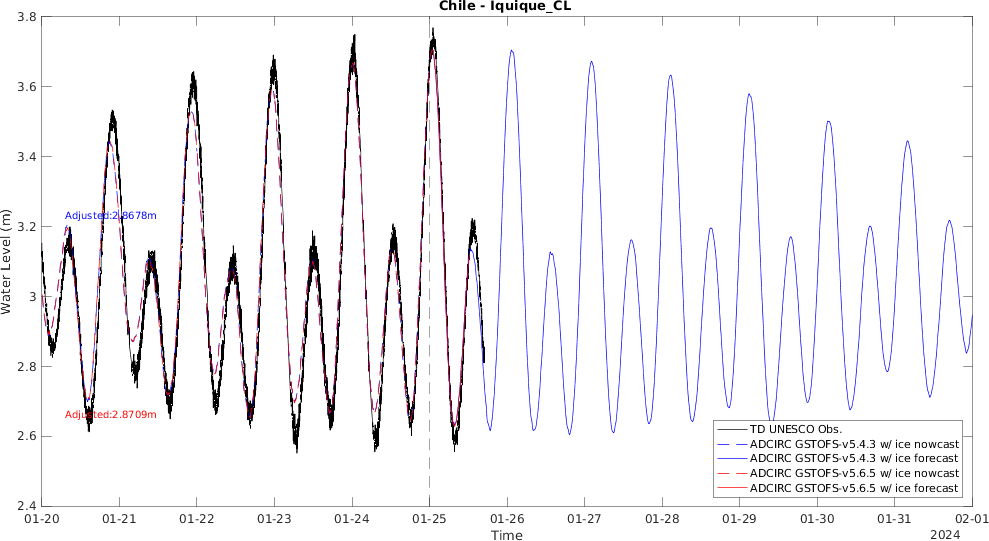 Chile - Iquique_CL
3.8
3.6
3.4
3.2
3
2.8
2.6
2.4
Water Level (m)
Adjusted:2.8678m
Adjusted:2.8709m
TD UNESCO Obs.
ADCIRC GSTOFS-v5.4.3 w/ ice nowcast
ADCIRC GSTOFS-v5.4.3 w/ ice forecast
ADCIRC GSTOFS-v5.6.5 w/ ice nowcast
ADCIRC GSTOFS-v5.6.5 w/ ice forecast
01-20 01-21 01-22 01-23 01-24 01-25 01-26 01-27 01-28 01-29 01-30 01-31 02-01
Time
2024